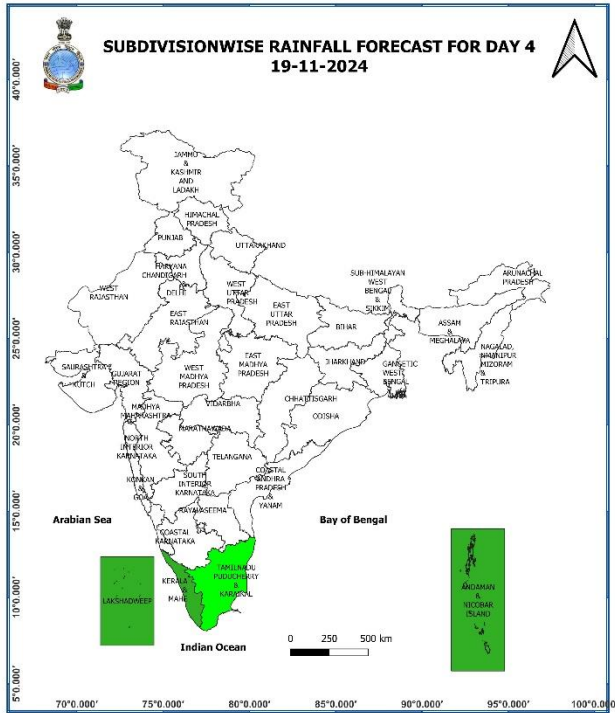 SUBDIVISIONWISE RAINFALL FORECAST FOR DAY 4
19-11-2024
40°0.000'
35°0.000'
30°0.000'
25°0.000'
20°0.000'
15°0.000'
10°0.000'
5°0.000'
JAMMO
&
KASHMIR
AND
LADAKH
HIMACHAL
PRADESH
PUNJAB
UTTARAKHAND
HARYANA
CHANDIGARH
&
DELHI
WEST
RAJASTHAN
WEST
UTTAR
PRADESH
EAST
UTTAR
PRADESH
SUB-HIMALAYAN
WEST
BENGAL
&
SIKKIM
ARUNACHAL
PRADESH
EAST
RAJASTHAN
BIHAR
ASSAM
&
MEGHALAYA
NAGALAD,
MANIPUR
MIZORAM
&
TRIPURA
SAURASHTRA
&
KUTCH
GUJARAT
REGION
WEST
MADHYA
PRADESH
EAST
MADHYA
PRADESH
JHARKHAND
GANGETIC
WEST
BENGAL
CHHATTISGARH
ODISHA
VIDARBHA
MADHYA
MAHARASHTRA
MARATHAWADA
NORTH
INTERIOR
KARNATAKA
TELANGANA
KONKAN
&
GOA
SOUTH
INTERIOR
KARNATAKA
COASTAL
ANDHRA
PRADESH
&
YANAM
RAYALASEEMA
COASTAL
KARNATAKA
Arabian Sea
Bay of Bengal
LAKSHADWEEP
KERALA
&
MAHE
TAMILNADU
PUDUCHERRY
&
KARAIKAL
ANDAMAN
&
NICOBAR
ISLAND
Indian Ocean
0 250 500 km
70°0.000' 75°0.000' 80°0.000' 85°0.000' 90°0.000' 95°0.000' 100°0.000'